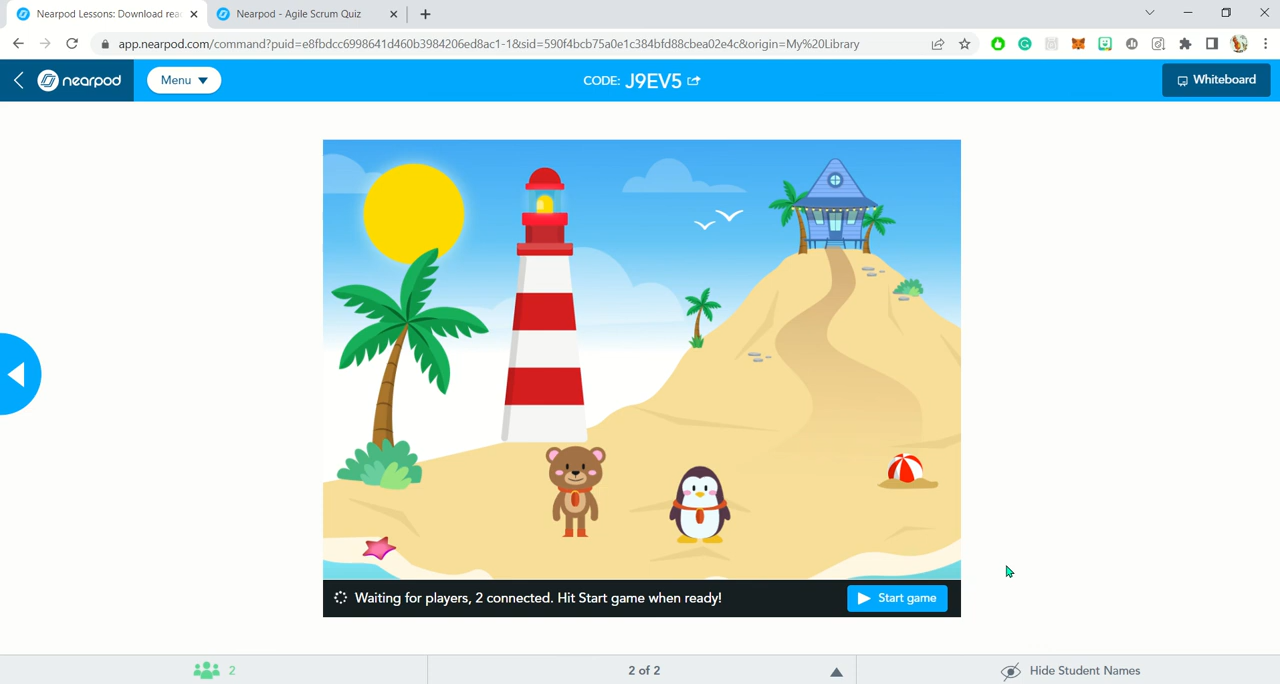 Nearpod Lessons: Download rea
Nearpod - Agile Scrum Quiz
app.nearpod.com/command?puid=e8fbdcc69b8641d460b3984206ed8ac1-1&sid=590f4bcb75a0e1c384bfd88cbea02e4c&origin=My%20Library
nearpod
Menu
CODE: J9EV5
Whiteboard
Waiting for players, 2 connected. Hit Start game when ready!
Start game
2
2 of 2
Hide Student Names